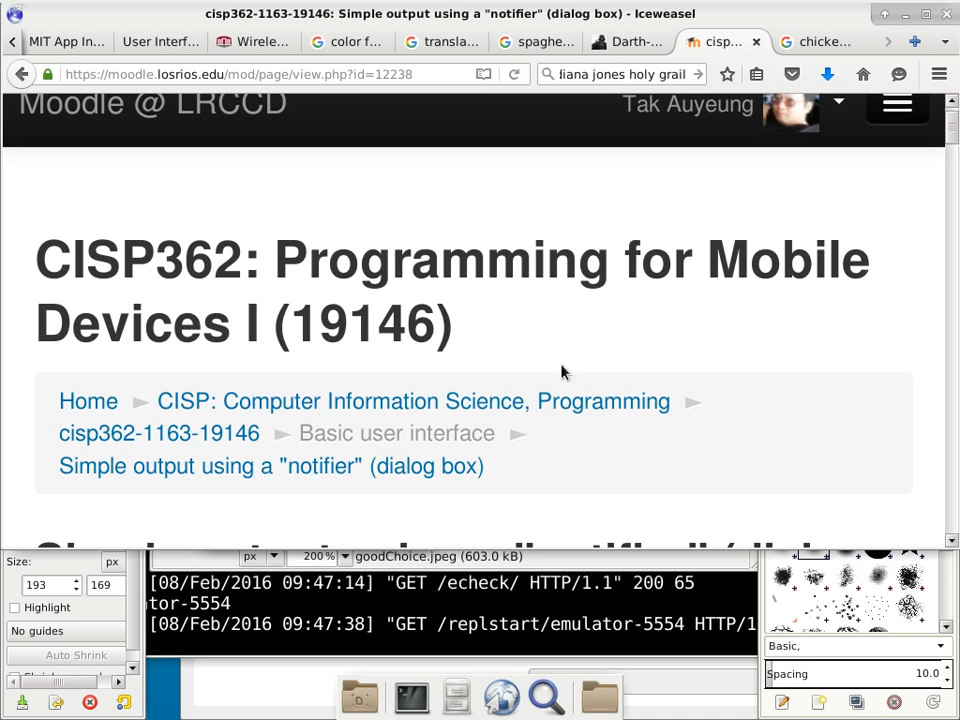 cisp362-1163-19146: Simple output using a "notifier" (dialog box) - Iceweasel
MIT App In... User Interf... Wirele... color f... transla... spaghe... Darth-... cisp... chicke...
https://moodle.losrios.edu/mod/page/view.php?id=12238 liana jones holy grail
Moodle @ LRCCD Tak Auyeung
CISP362: Programming for Mobile
Devices I (19146)
Home ► CISP: Computer Information Science, Programming ►
cisp362-1163-19146 ► Basic user interface ►
Simple output using a "notifier" (dialog box)
Size: px
px 200% goodChoice.jpeg (603.0 kB)
193 169
[08/Feb/2016 09:47:14] "GET /echeck/ HTTP/1.1" 200 65
Highlight
tor-5554
No guides
[08/Feb/2016 09:47:38] "GET /replstart/emulator-5554 HTTP/1
Auto Shrink
Basic,
Spacing 10.0